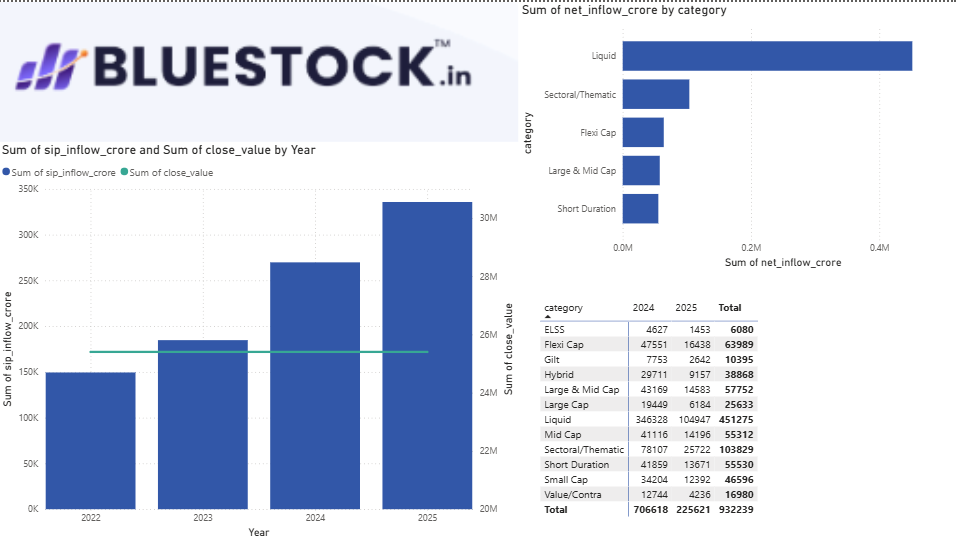 BLUESTOCK.in
TM
Sum of sip_inflow_crore and Sum of close_value by Year
Sum of sip_inflow_crore Sum of close_value
350K
300K
250K
200K
150K
100K
50K
0K
Sum of sip_inflow_crore
30M
28M
26M
24M
22M
20M
Sum of close_value
2022 2023 2024 2025
Year
Sum of net_inflow_crore by category
category
Liquid
Sectoral/Thematic
Flexi Cap
Large & Mid Cap
Short Duration
0.0M 0.2M 0.4M
Sum of net_inflow_crore
category 2024 2025 Total
ELSS 4627 1453 6080
Flexi Cap 47551 16438 63989
Gilt 7753 2642 10395
Hybrid 29711 9157 38868
Large & Mid Cap 43169 14583 57752
Large Cap 19449 6184 25633
Liquid 346328 104947 451275
Mid Cap 41116 14196 55312
Sectoral/Thematic 78107 25722 103829
Short Duration 41859 13671 55530
Small Cap 34204 12392 46596
Value/Contra 12744 4236 16980
Total 706618 225621 932239